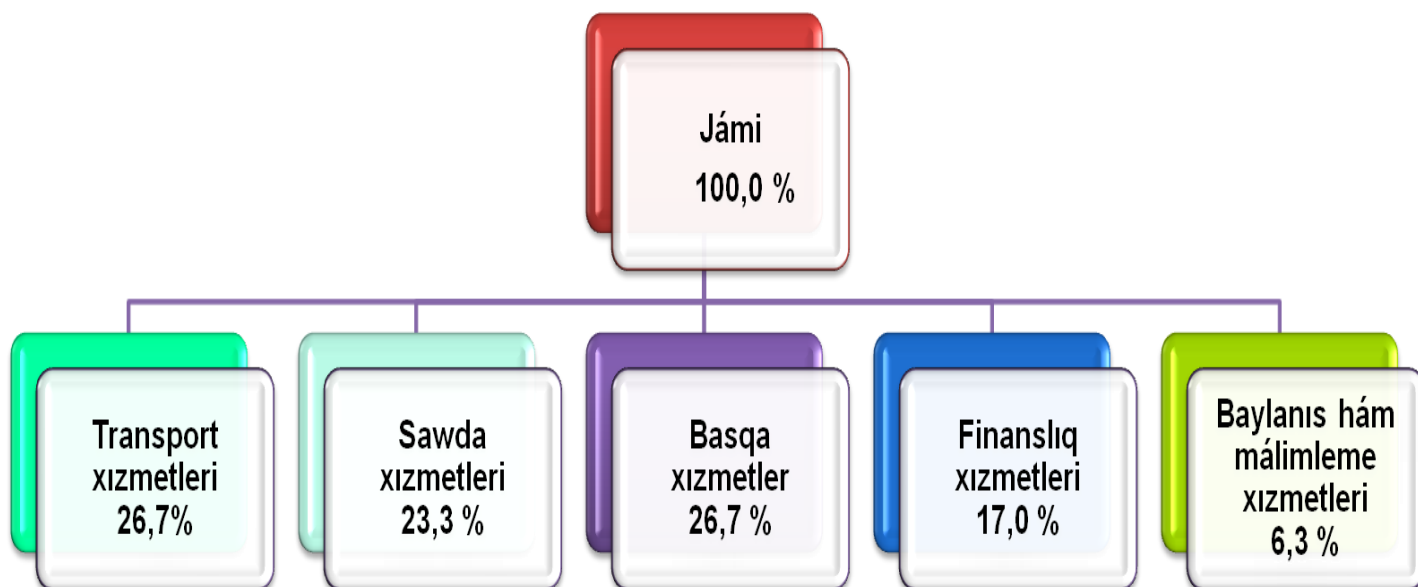 Jámi
100,0 %
Transport
xızmetleri
26,7%
Sawda
xızmetleri
23,3 %
Basqa
xızmetler
26,7 %
Finanslıq
xızmetleri
17,0 %
Baylanıs hám
málimleme
xızmetleri
6,3 %